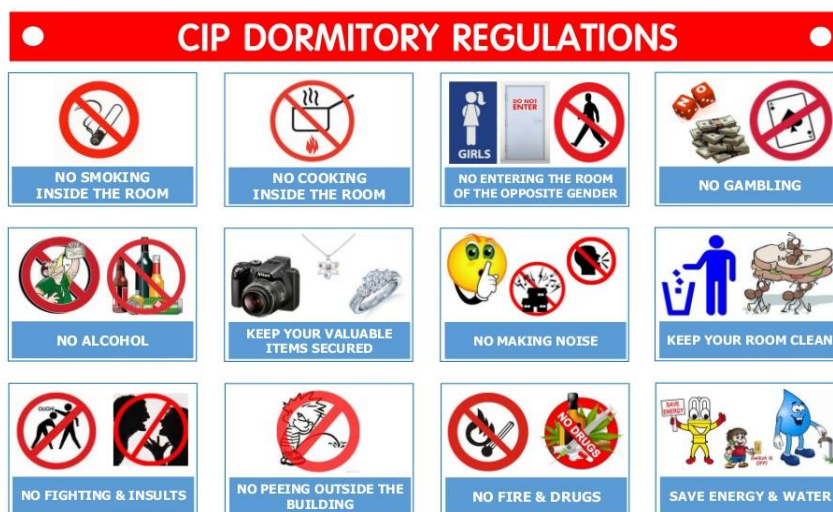 CIP DORMITORY REGULATIONS
NO SMOKING
INSIDE THE ROOM
NO COOKING
INSIDE THE ROOM
GIRLS
DO NOT
ENTER
NO ENTERING THE ROOM
OF THE OPPOSITE GENDER
N O
NO GAMBLING
NO ALCOHOL
Nikon
KEEP YOUR VALUABLE
ITEMS SECURED
NO MAKING NOISE
KEEP YOUR ROOM CLEAN
OUCH!
NO FIGHTING & INSULTS
NO PEEING OUTSIDE THE
BUILDING
NO DRUGS
NO FIRE & DRUGS
SAVE
ENERGY
OFF!
SAVE ENERGY & WATER